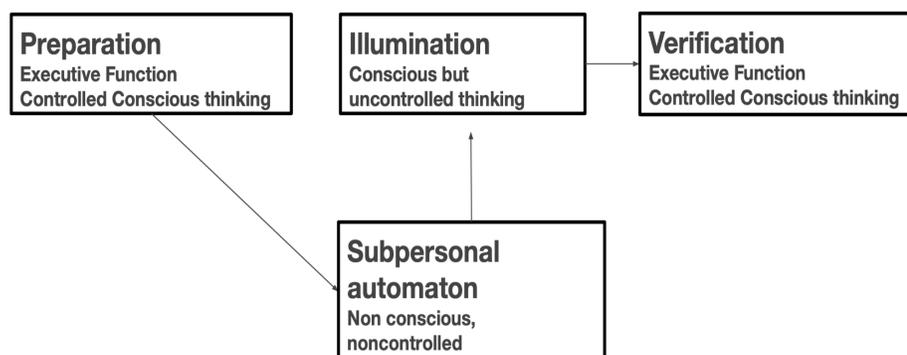 Preparation
Executive Function
Controlled Conscious thinking
Illumination
Conscious but
uncontrolled thinking
Verification
Executive Function
Controlled Conscious thinking
Subpersonal
automaton
Non conscious,
noncontrolled